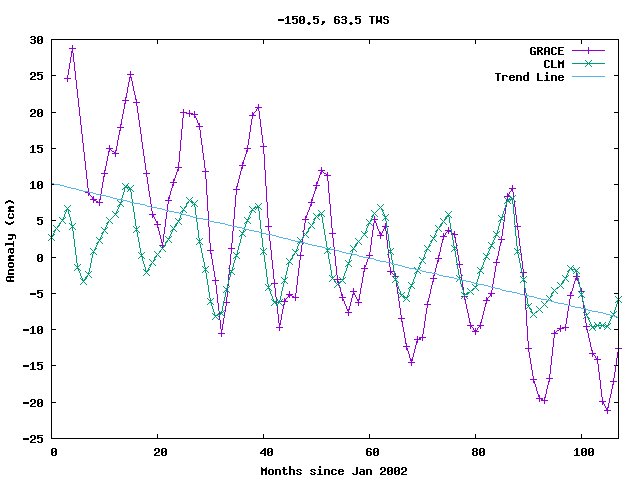 -150.5, 63.5 TWS
GRACE
CLM
Trend Line
Anomaly (cm)
30
25
20
15
10
5
0
-5
-10
-15
-20
-25
0 20 40 60 80 100
Months since Jan 2002